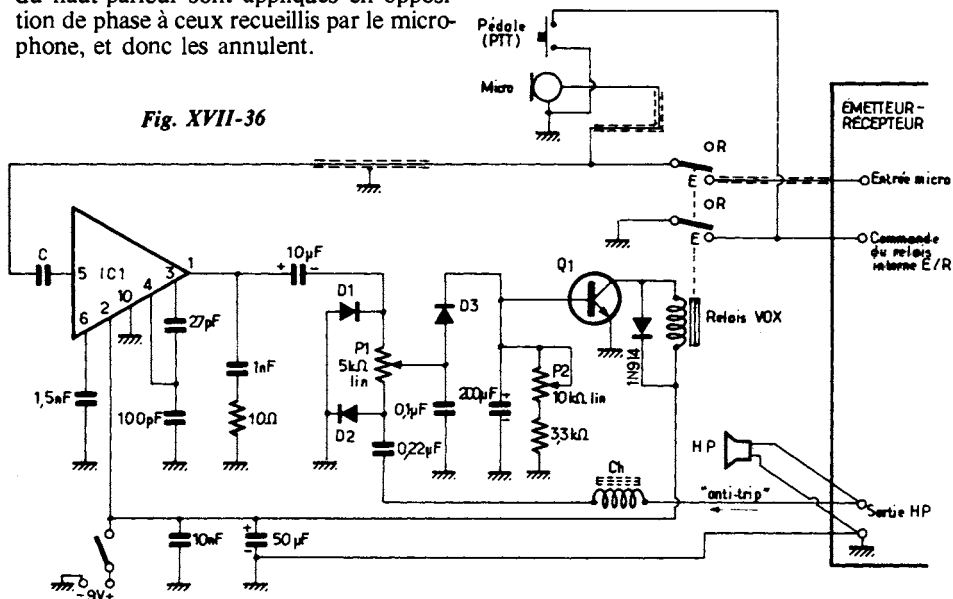 du haut-parleur sont appliqués en opposi-
tion de phase à ceux recueillis par le micro-
phone, et donc les annulent.
Fig. XVII-36
Pédale
(PTT)
Micro
ÉMETTEUR-
RÉCEPTEUR
R
E
Entrée micro
R
E
Commande
du relais
interne E/R
C
5
IC1
3
1
4
10
2
6
27pF
1,5nF
100pF
1nF
10Ω
10µF
+ -
D1
P1
5kΩ
lin
D2
D3
0,1µF
0,22µF
200µF
+
-
P2
10kΩ lin
3,3kΩ
Q1
1N914
Relais VOX
HP
Ch
"anti-trip"
Sortie HP
10nF
+
-
50µF
-9V+